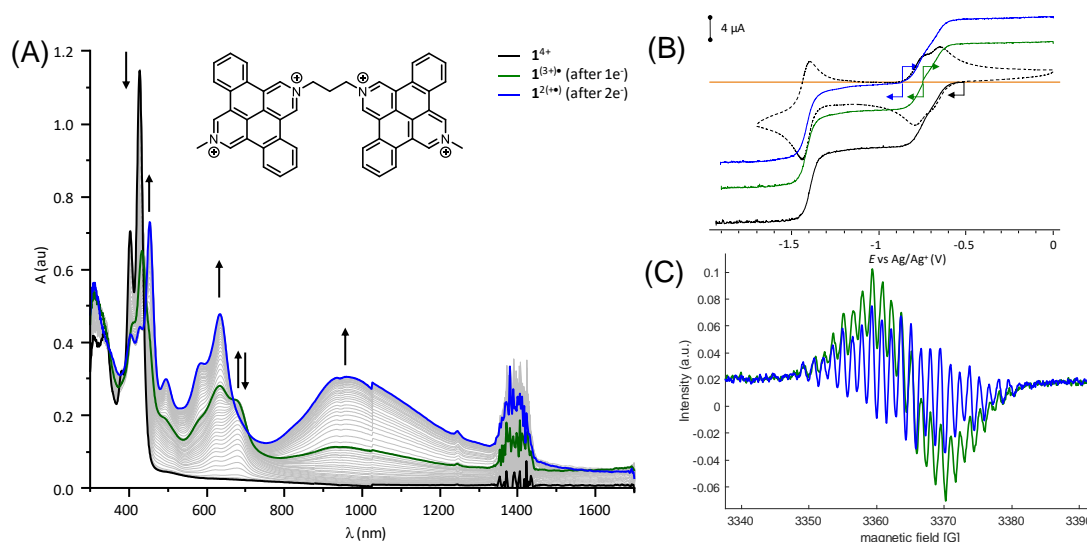 (A)
1.2
1.0
0.8
0.6
0.4
0.2
0.0
A (au)
400 600 800 1000 1200 1400 1600
λ (nm)
1⁴⁺
1⁽³⁺⁾• (after 1e⁻)
1²⁽⁺•⁾ (after 2e⁻)
N
⊕
N
⊕
N
⊕
N
⊕
(B)
4 µA
-1.5 -1 -0.5 0
E vs Ag/Ag⁺ (V)
(C)
0.1
0.08
0.06
0.04
0.02
0
-0.02
-0.04
-0.06
Intensity (a.u.)
3340 3350 3360 3370 3380 3390
magnetic field [G]